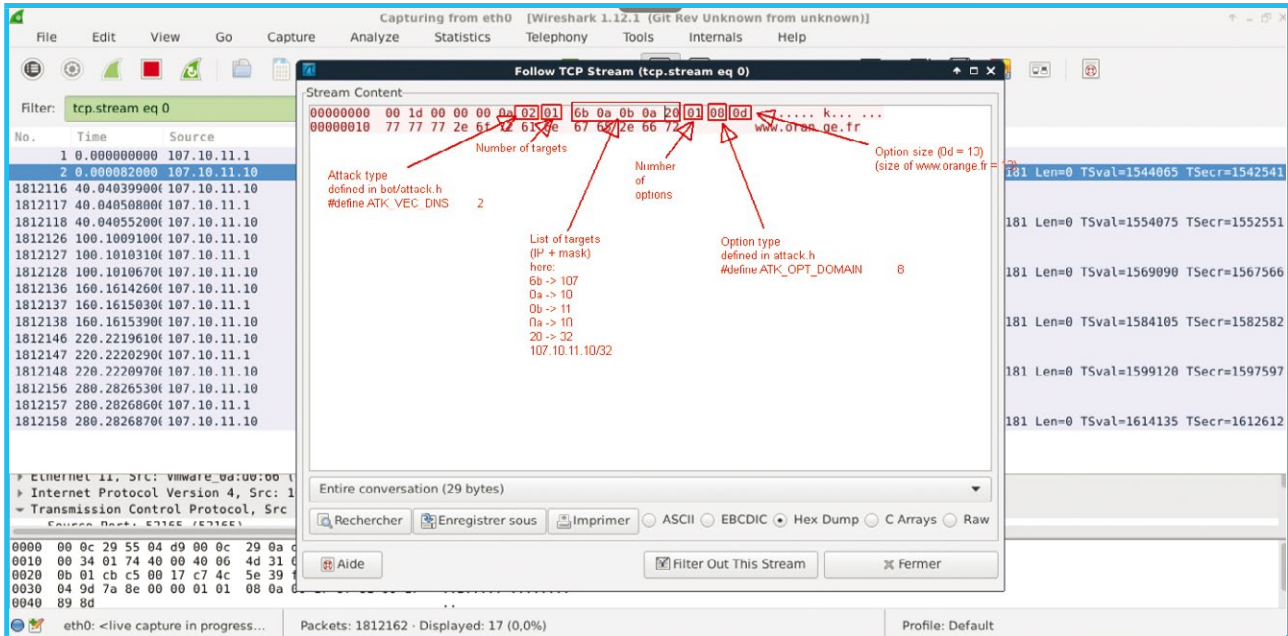 Capturing from eth0 [Wireshark 1.12.1 (Git Rev Unknown from unknown)]
File Edit View Go Capture Analyze Statistics Telephony Tools Internals Help
Follow TCP Stream (tcp.stream eq 0)
Filter: tcp.stream eq 0
No. Time Source
1 0.000000000 107.10.11.1
2 0.000082000 107.10.11.10
1812116 40.04039900 107.10.11.10
1812117 40.04050800 107.10.11.1
1812118 40.04055200 107.10.11.10
1812126 100.1009100 107.10.11.10
1812127 100.1010310 107.10.11.1
1812128 100.1010670 107.10.11.10
1812136 160.1614260 107.10.11.10
1812137 160.1615030 107.10.11.1
1812138 160.1615390 107.10.11.10
1812146 220.2219610 107.10.11.10
1812147 220.2220290 107.10.11.1
1812148 220.2220970 107.10.11.10
1812156 280.2826530 107.10.11.10
1812157 280.2826860 107.10.11.1
1812158 280.2826870 107.10.11.10
Stream Content
00000000 00 1d 00 00 00 0a 02 01 6b 0a 0b 0a 20 01 08 0d ........ k... ...
00000010 77 77 77 2e 6f 72 61 6e 67 65 2e 66 72 www.oran ge.fr
Number of targets
Attack type
defined in bot/attack.h
#define ATK_VEC_DNS 2
List of targets
(IP + mask)
here:
6b -> 107
0a -> 10
0b -> 11
0a -> 10
20 -> 32
107.10.11.10/32
Number
of
options
Option type
defined in attack.h
#define ATK_OPT_DOMAIN 8
Option size (0d = 13)
(size of www.orange.fr = 13)
181 Len=0 TSval=1544065 TSecr=1542541
181 Len=0 TSval=1554075 TSecr=1552551
181 Len=0 TSval=1569090 TSecr=1567566
181 Len=0 TSval=1584105 TSecr=1582582
181 Len=0 TSval=1599120 TSecr=1597597
181 Len=0 TSval=1614135 TSecr=1612612
Entire conversation (29 bytes)
Rechercher Enregistrer sous Imprimer ASCII EBCDIC Hex Dump C Arrays Raw
Aide Filter Out This Stream Fermer
Ethernet II, Src: Vmware_0a:00:66 (
Internet Protocol Version 4, Src: 1
Transmission Control Protocol, Src
Source Port: 52165 (52165)
0000 00 0c 29 55 04 d9 00 0c 29 0a
0010 00 34 01 74 40 00 40 06 4d 31
0020 0b 01 cb c5 00 17 c7 4c 5e 39
0030 04 9d 7a 8e 00 00 01 01 08 0a
0040 89 8d ..
eth0: <live capture in progress... Packets: 1812162 · Displayed: 17 (0,0%) Profile: Default